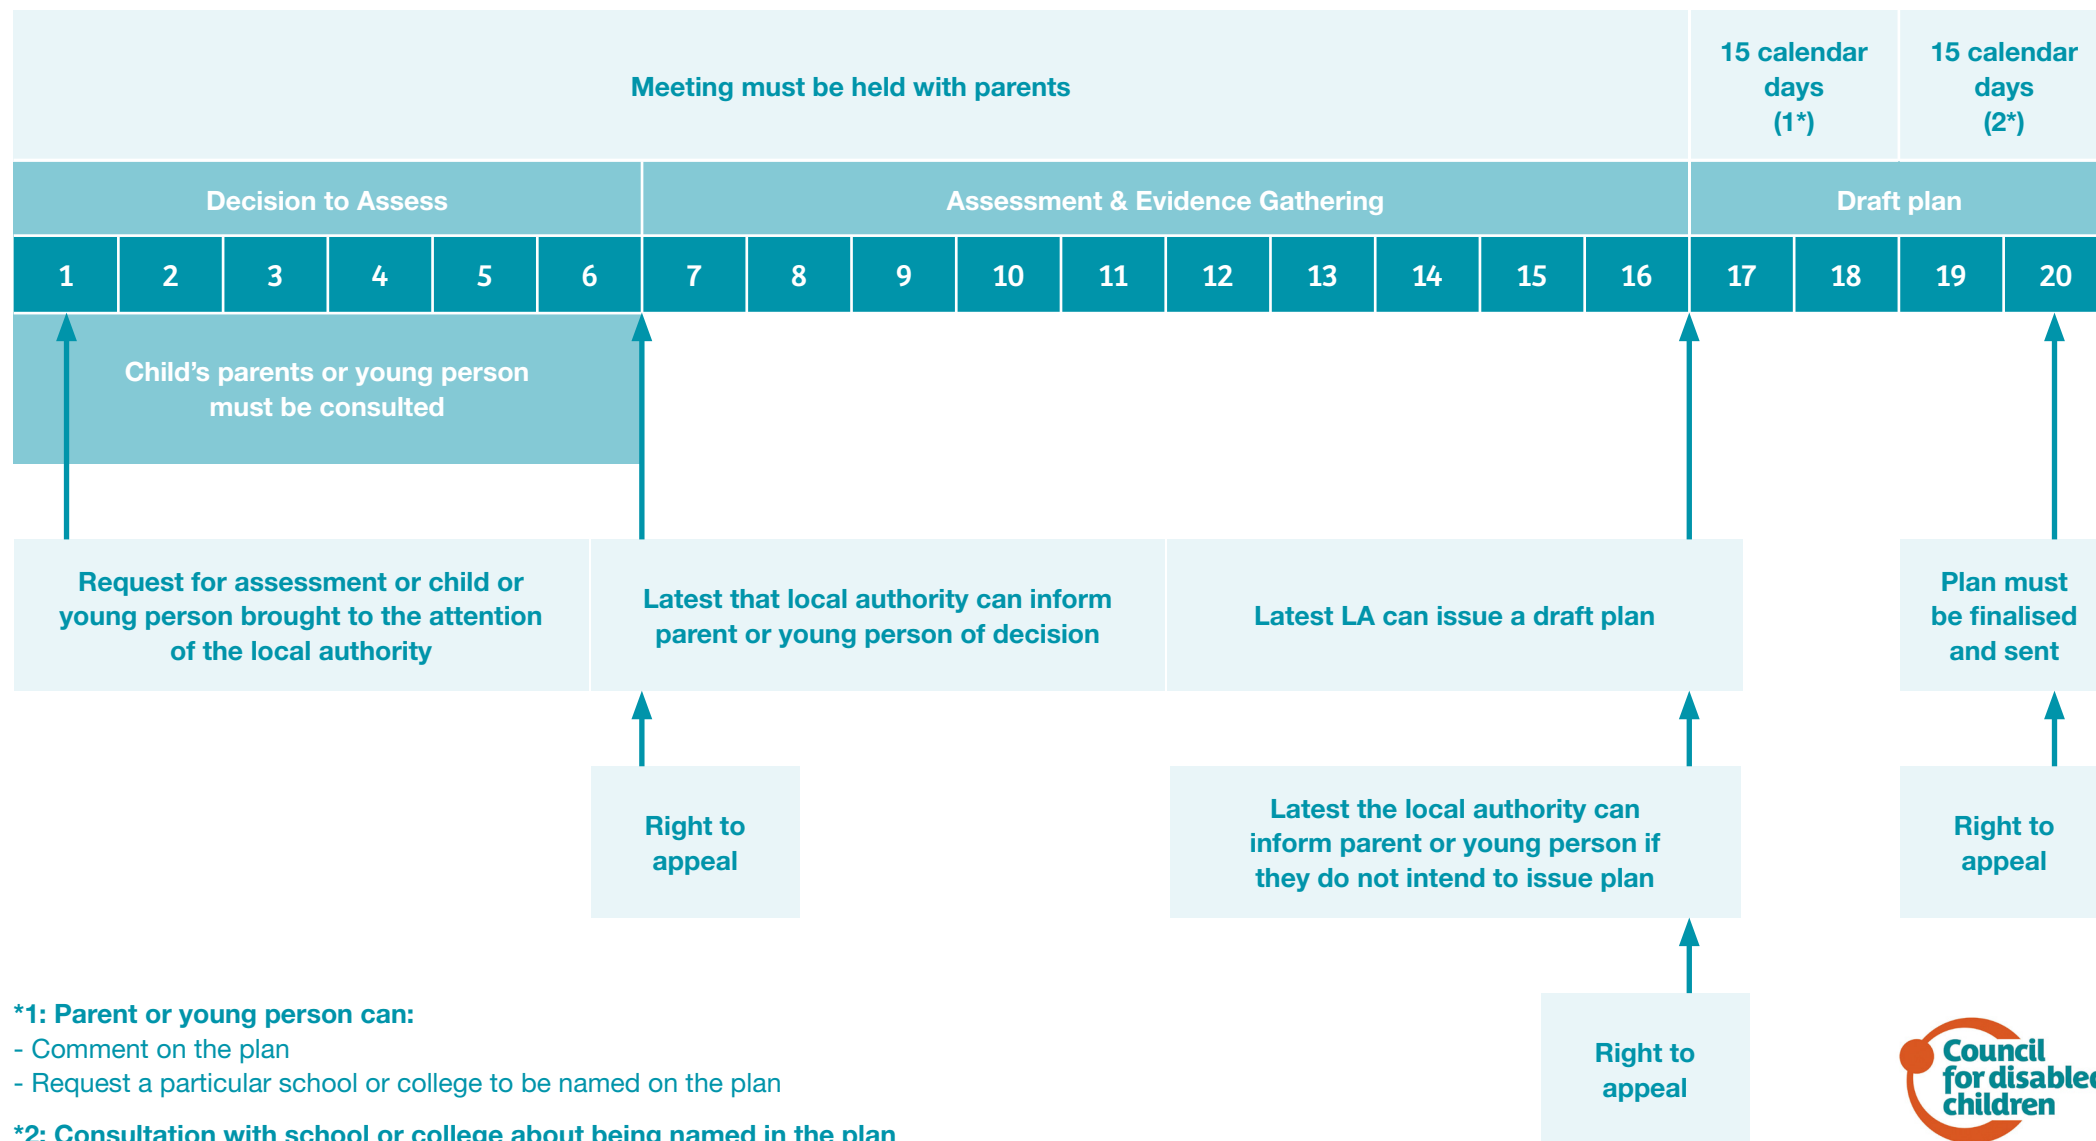 Meeting must be held with parents
15 calendar
days
(1*)
15 calendar
days
(2*)
Decision to Assess
Assessment & Evidence Gathering
Draft plan
1 2 3 4 5 6 7 8 9 10 11 12 13 14 15 16 17 18 19 20
Child’s parents or young person
must be consulted
Request for assessment or child or
young person brought to the attention
of the local authority
Latest that local authority can inform
parent or young person of decision
Latest LA can issue a draft plan
Plan must
be finalised
and sent
Right to
appeal
Latest the local authority can
inform parent or young person if
they do not intend to issue plan
Right to
appeal
Right to
appeal
*1: Parent or young person can:
- Comment on the plan
- Request a particular school or college to be named on the plan
*2: Consultation with school or college about being named in the plan
Council
for disabled
children